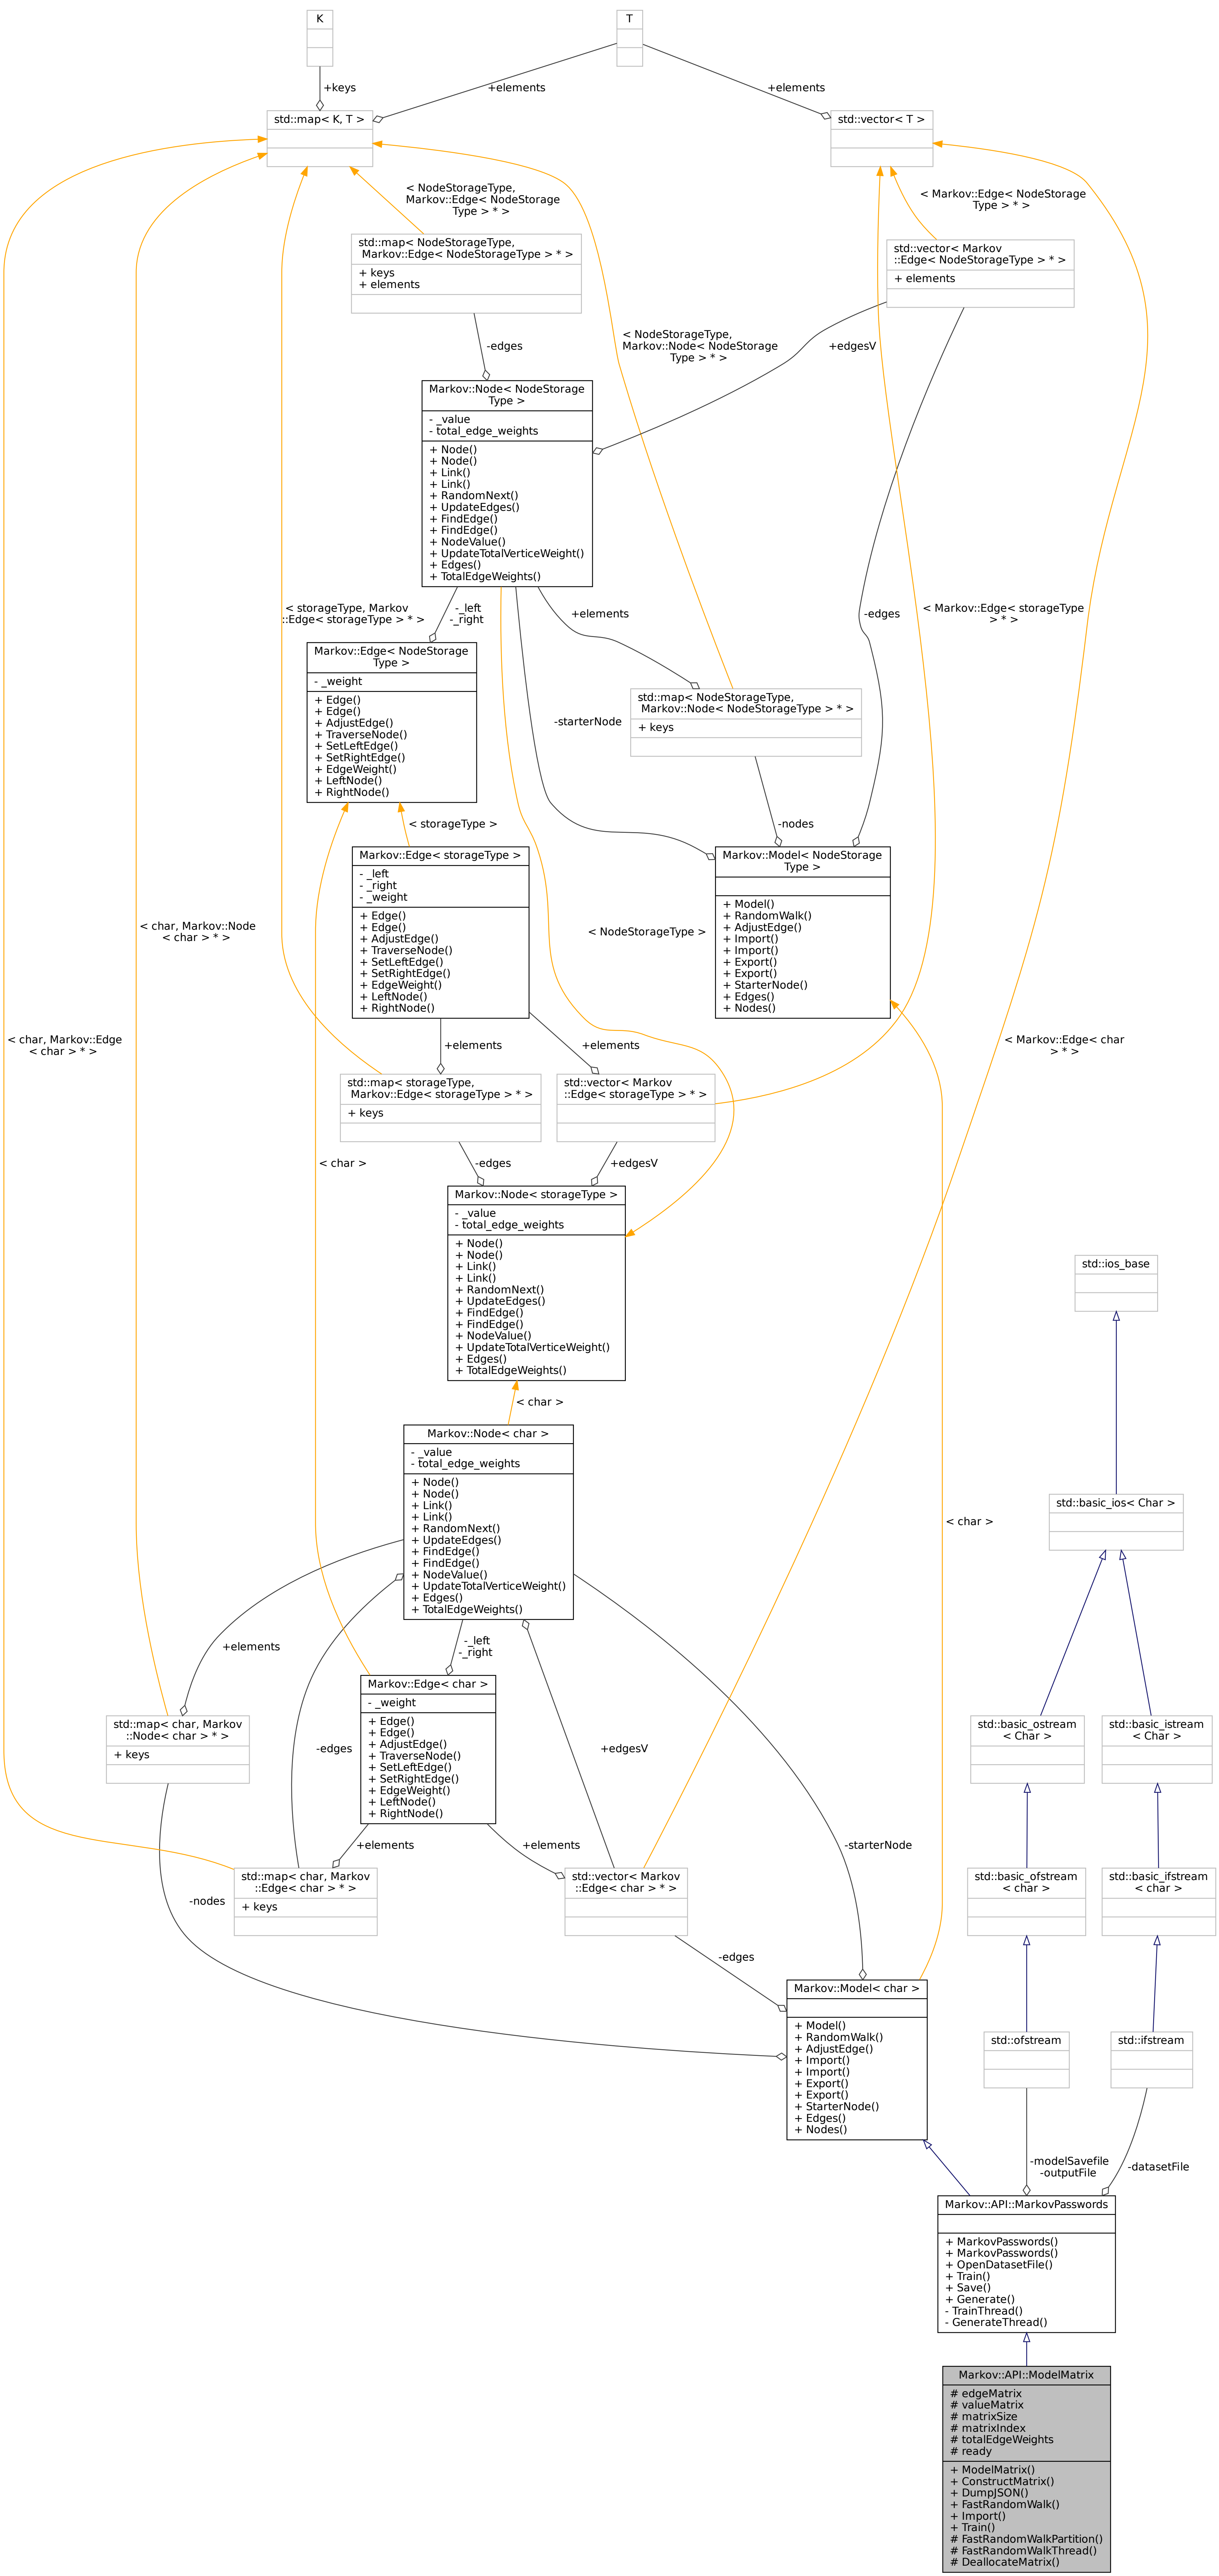 K
T
+keys
+elements
+elements
std::map< K, T >
std::vector< T >
< NodeStorageType,
Markov::Edge< NodeStorage
Type > * >
< Markov::Edge< NodeStorage
Type > * >
std::map< NodeStorageType,
Markov::Edge< NodeStorageType > * >
+ keys
+ elements
std::vector< Markov
::Edge< NodeStorageType > * >
+ elements
-edges
< NodeStorageType,
Markov::Node< NodeStorage
Type > * >
+edgesV
Markov::Node< NodeStorage
Type >
- _value
- total_edge_weights
+ Node()
+ Node()
+ Link()
+ Link()
+ RandomNext()
+ UpdateEdges()
+ FindEdge()
+ FindEdge()
+ NodeValue()
+ UpdateTotalVerticeWeight()
+ Edges()
+ TotalEdgeWeights()
< storageType, Markov
::Edge< storageType > * >
-_left
-_right
+elements
-edges
< Markov::Edge< storageType
> * >
Markov::Edge< NodeStorage
Type >
- _weight
+ Edge()
+ Edge()
+ AdjustEdge()
+ TraverseNode()
+ SetLeftEdge()
+ SetRightEdge()
+ EdgeWeight()
+ LeftNode()
+ RightNode()
-starterNode
std::map< NodeStorageType,
Markov::Node< NodeStorageType > * >
+ keys
< storageType >
-nodes
Markov::Edge< storageType >
- _left
- _right
- _weight
+ Edge()
+ Edge()
+ AdjustEdge()
+ TraverseNode()
+ SetLeftEdge()
+ SetRightEdge()
+ EdgeWeight()
+ LeftNode()
+ RightNode()
Markov::Model< NodeStorage
Type >
+ Model()
+ RandomWalk()
+ AdjustEdge()
+ Import()
+ Import()
+ Export()
+ Export()
+ StarterNode()
+ Edges()
+ Nodes()
< char, Markov::Node
< char > * >
< NodeStorageType >
< char, Markov::Edge
< char > * >
+elements
+elements
< Markov::Edge< char
> * >
std::map< storageType,
Markov::Edge< storageType > * >
+ keys
std::vector< Markov
::Edge< storageType > * >
< char >
-edges
+edgesV
Markov::Node< storageType >
- _value
- total_edge_weights
+ Node()
+ Node()
+ Link()
+ Link()
+ RandomNext()
+ UpdateEdges()
+ FindEdge()
+ FindEdge()
+ NodeValue()
+ UpdateTotalVerticeWeight()
+ Edges()
+ TotalEdgeWeights()
std::ios_base
< char >
Markov::Node< char >
- _value
- total_edge_weights
+ Node()
+ Node()
+ Link()
+ Link()
+ RandomNext()
+ UpdateEdges()
+ FindEdge()
+ FindEdge()
+ NodeValue()
+ UpdateTotalVerticeWeight()
+ Edges()
+ TotalEdgeWeights()
< char >
std::basic_ios< Char >
+elements
-_left
-_right
Markov::Edge< char >
- _weight
+ Edge()
+ Edge()
+ AdjustEdge()
+ TraverseNode()
+ SetLeftEdge()
+ SetRightEdge()
+ EdgeWeight()
+ LeftNode()
+ RightNode()
std::map< char, Markov
::Node< char > * >
+ keys
-edges
+edgesV
std::basic_ostream
< Char >
std::basic_istream
< Char >
+elements
+elements
-starterNode
-nodes
std::map< char, Markov
::Edge< char > * >
+ keys
std::vector< Markov
::Edge< char > * >
std::basic_ofstream
< char >
std::basic_ifstream
< char >
-edges
Markov::Model< char >
+ Model()
+ RandomWalk()
+ AdjustEdge()
+ Import()
+ Import()
+ Export()
+ Export()
+ StarterNode()
+ Edges()
+ Nodes()
std::ofstream
std::ifstream
-modelSavefile
-outputFile
-datasetFile
Markov::API::MarkovPasswords
+ MarkovPasswords()
+ MarkovPasswords()
+ OpenDatasetFile()
+ Train()
+ Save()
+ Generate()
- TrainThread()
- GenerateThread()
Markov::API::ModelMatrix
# edgeMatrix
# valueMatrix
# matrixSize
# matrixIndex
# totalEdgeWeights
# ready
+ ModelMatrix()
+ ConstructMatrix()
+ DumpJSON()
+ FastRandomWalk()
+ Import()
+ Train()
# FastRandomWalkPartition()
# FastRandomWalkThread()
# DeallocateMatrix()